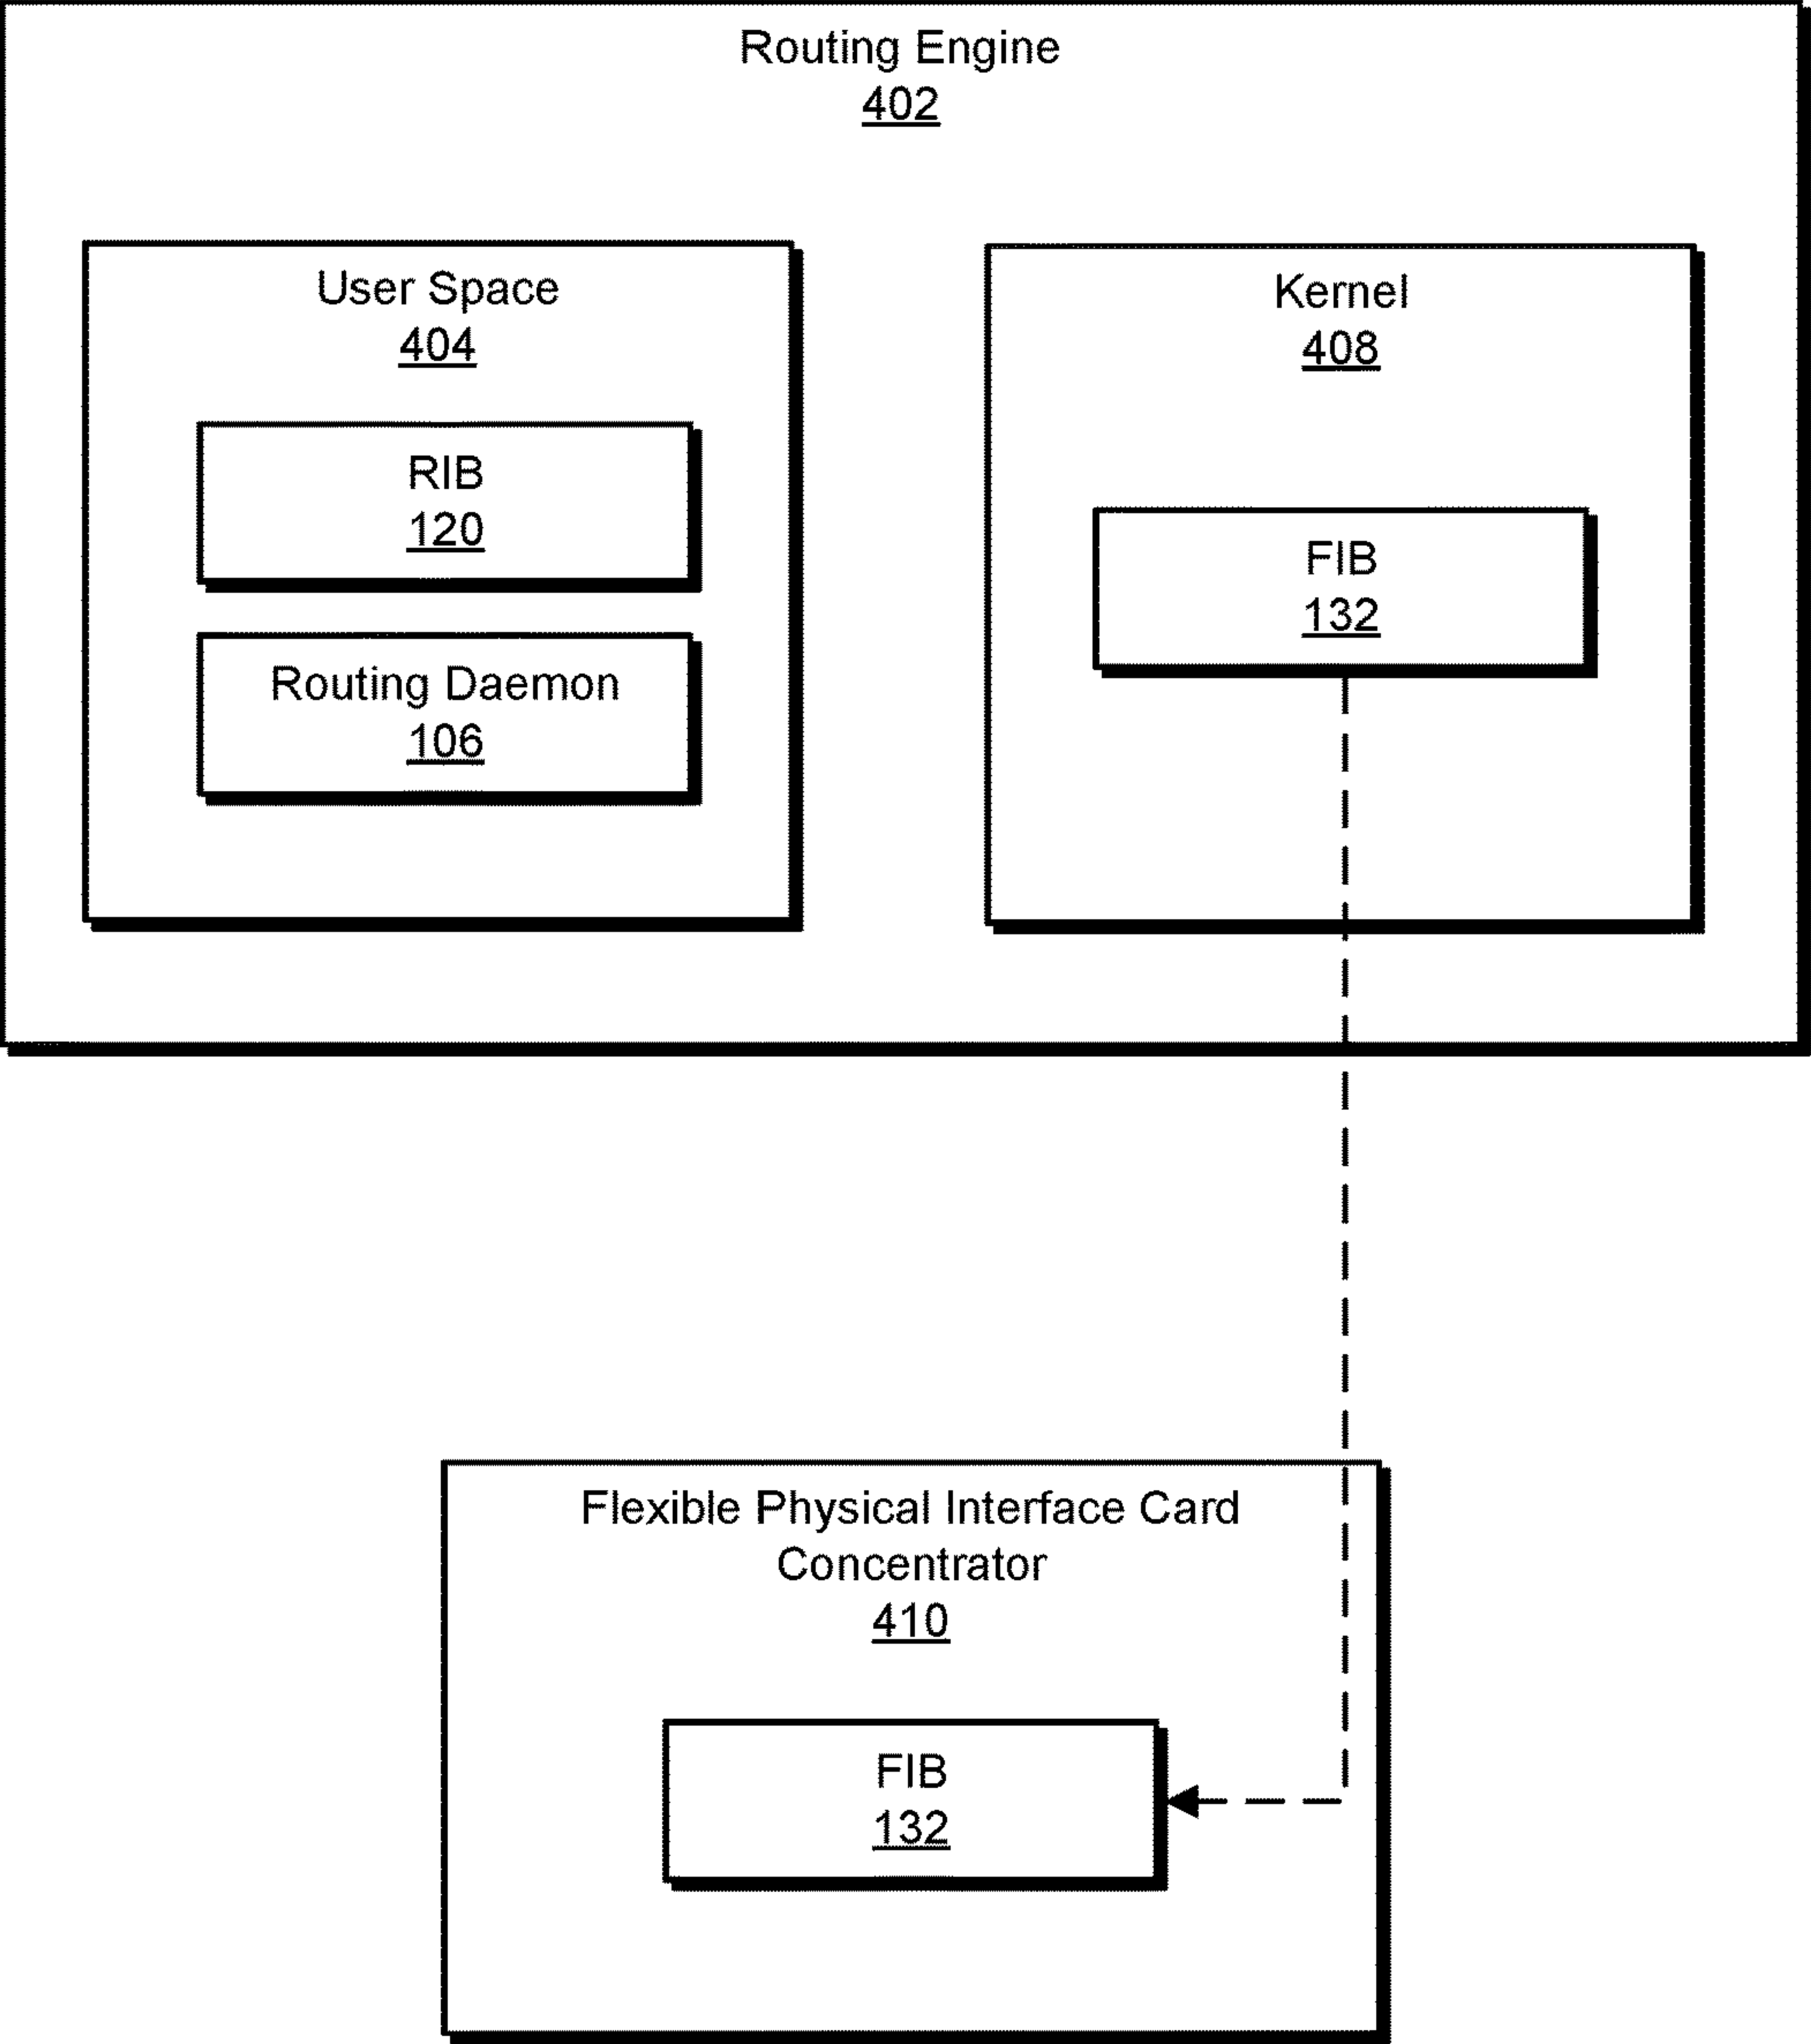 Routing Engine
402
User Space
404
RIB
120
Routing Daemon
106
Kernel
408
FIB
132
Flexible Physical Interface Card
Concentrator
410
FIB
132